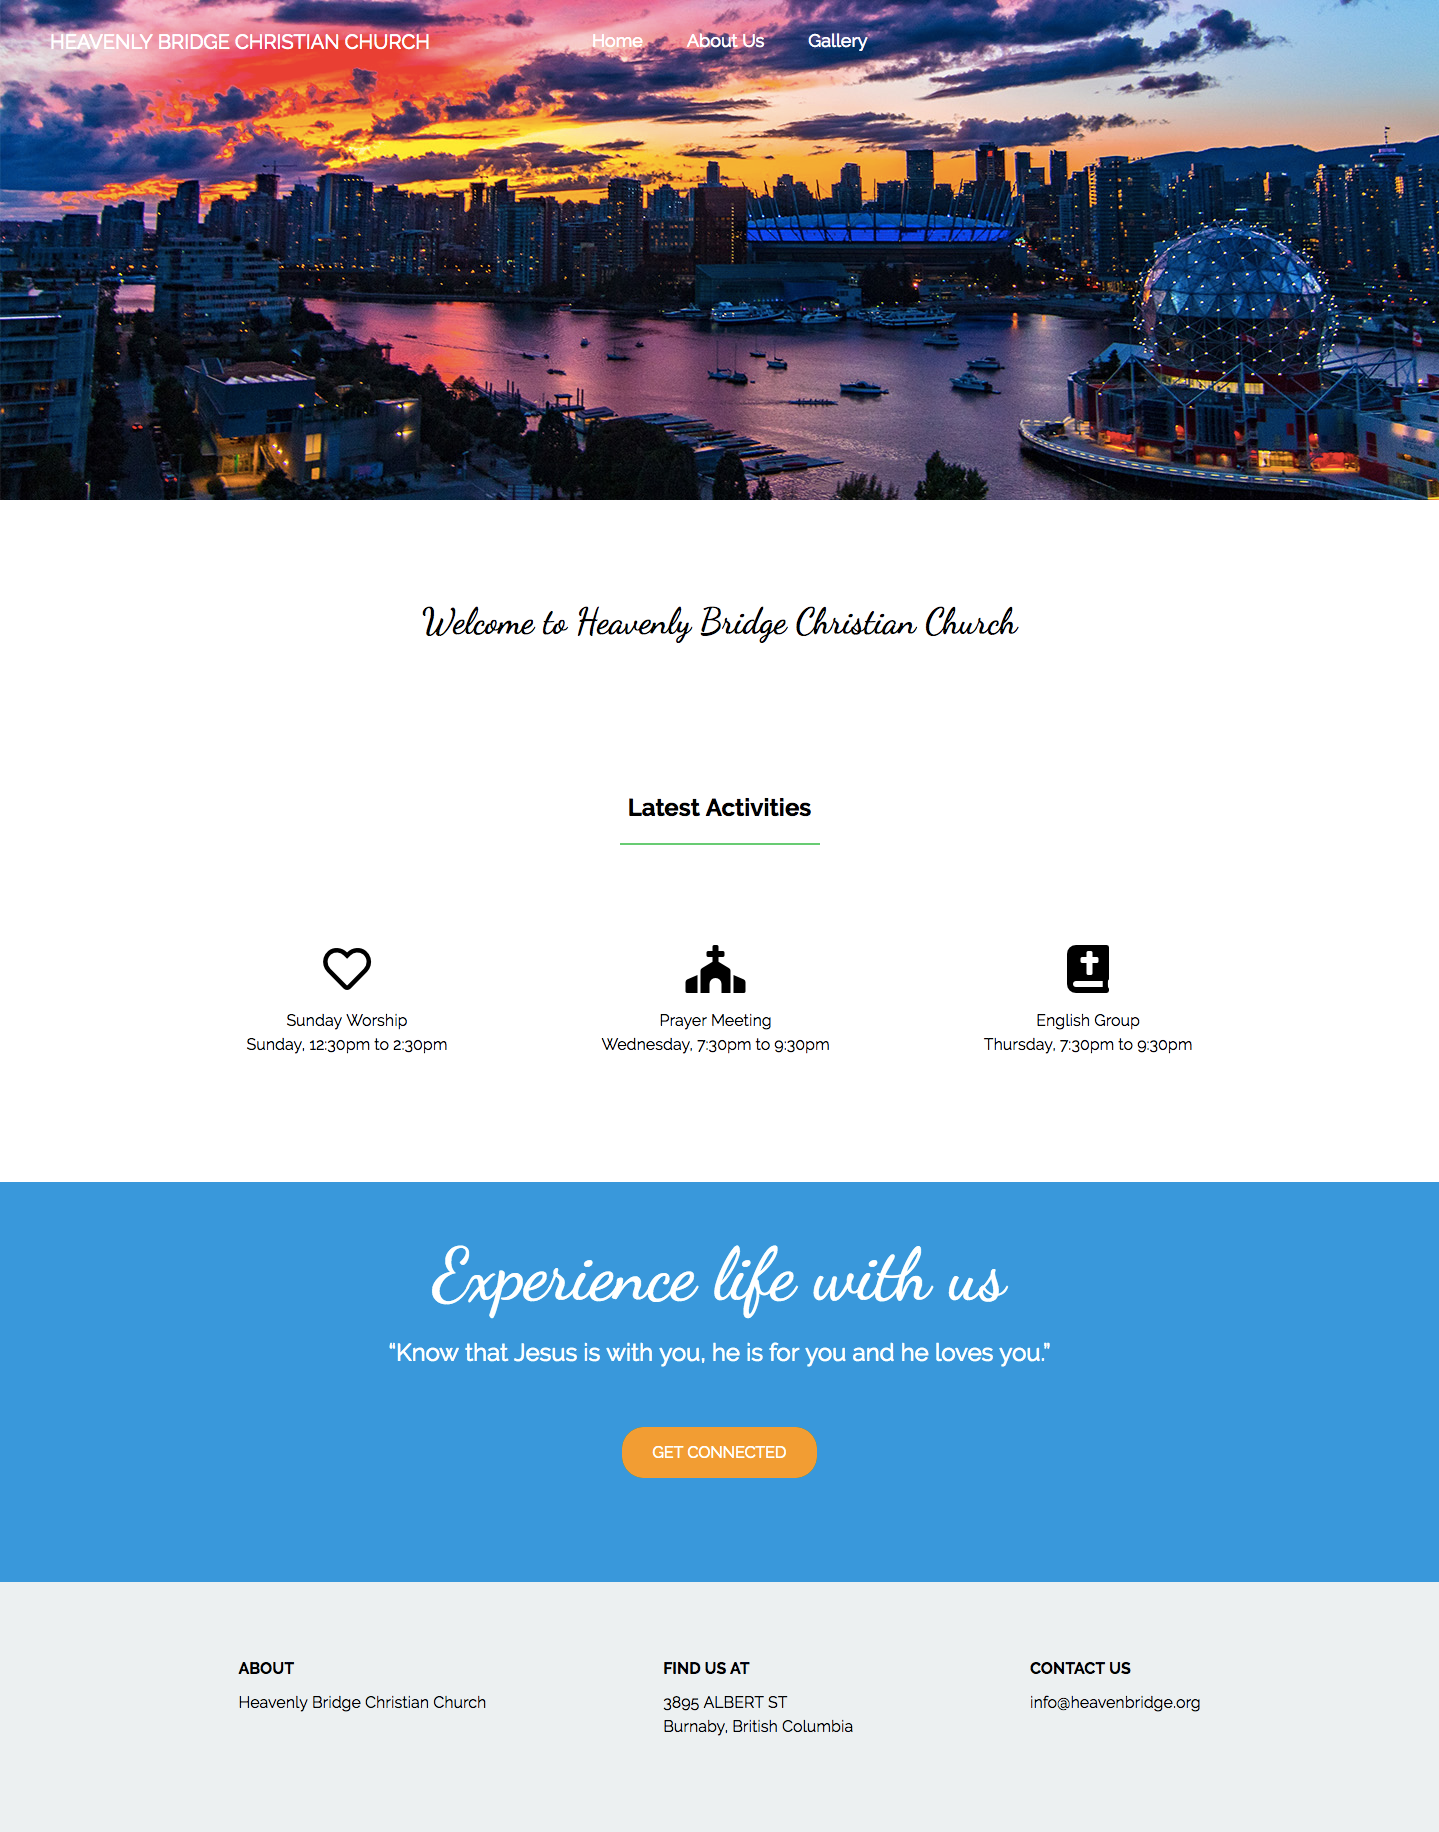 HEAVENLY BRIDGE CHRISTIAN CHURCH
Home
About Us
Gallery
Welcome to Heavenly Bridge Christian Church
Latest Activities
Sunday Worship
Sunday, 12:30pm to 2:30pm
Prayer Meeting
Wednesday, 7:30pm to 9:30pm
English Group
Thursday, 7:30pm to 9:30pm
Experience life with us
“Know that Jesus is with you, he is for you and he loves you.”
GET CONNECTED
ABOUT
Heavenly Bridge Christian Church
FIND US AT
3895 ALBERT ST
Burnaby, British Columbia
CONTACT US
info@heavenbridge.org